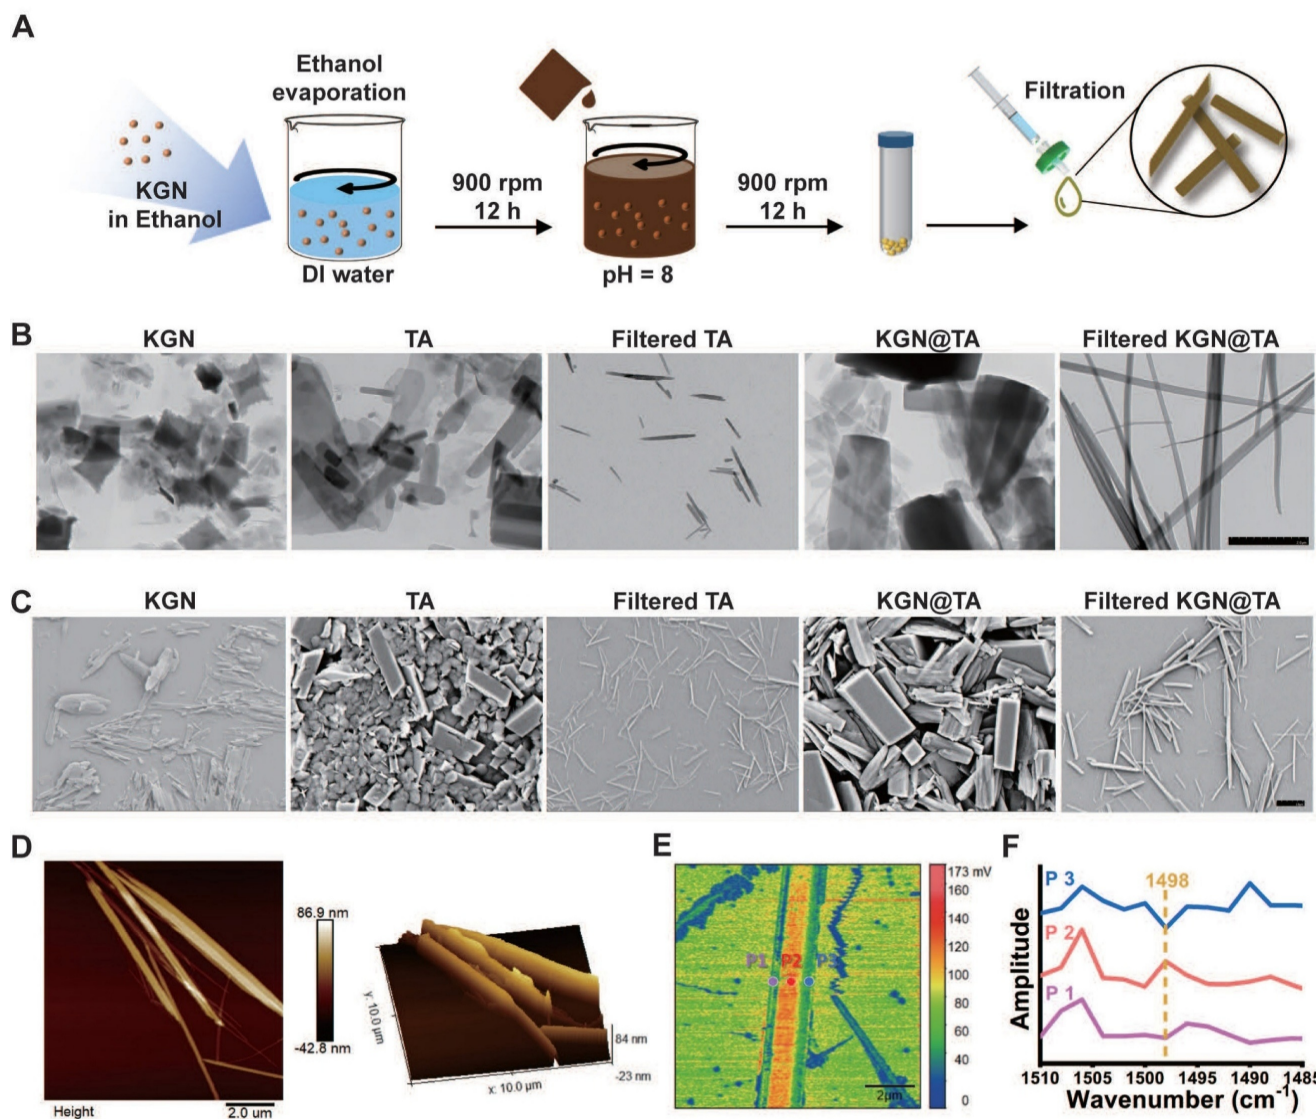 A
Ethanol
evaporation
KGN
in Ethanol
DI water
900 rpm
12 h
pH = 8
900 rpm
12 h
Filtration
B
KGN
TA
Filtered TA
KGN@TA
Filtered KGN@TA
C
KGN
TA
Filtered TA
KGN@TA
Filtered KGN@TA
D
86.9 nm
-42.8 nm
Height
2.0 um
y: 10.0 µm
x: 10.0 µm
84 nm
-23 nm
E
P1 P2 P3
2µm
173 mV
160
140
120
100
80
60
40
20
0
F
P 3
P 2
P 1
1498
Amplitude
1510 1505 1500 1495 1490 1485
Wavenumber (cm⁻¹)